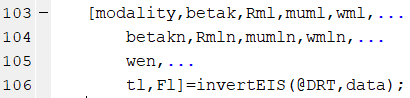 103 - [modality,betak,Rml,muml,wml,...
104 betakn,Rmln,mumln,wmln,...
105 wen,...
106 tl,Fl]=invertEIS(@DRT,data);